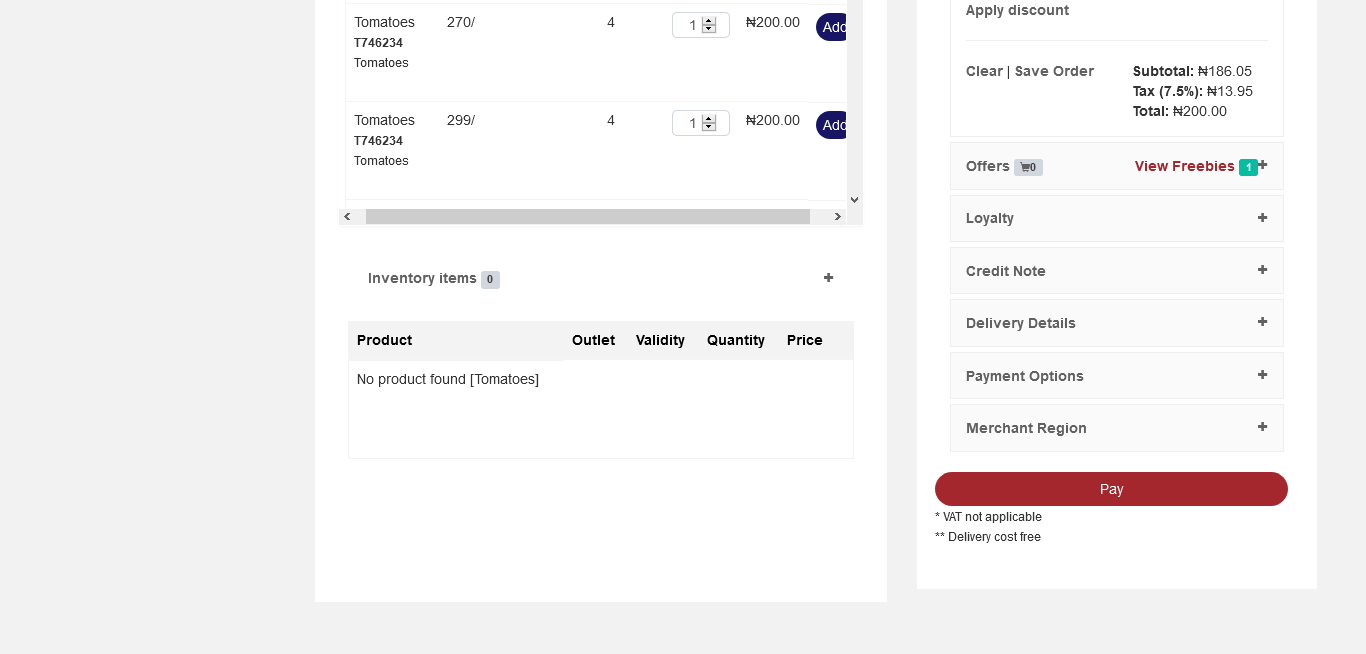 Tomatoes 270/ 4 1 ₦200.00 Add
T746234
Tomatoes
Tomatoes 299/ 4 1 ₦200.00 Add
T746234
Tomatoes
Inventory items 0
Product Outlet Validity Quantity Price
No product found [Tomatoes]
Apply discount
Clear | Save Order
Subtotal: ₦186.05
Tax (7.5%): ₦13.95
Total: ₦200.00
Offers 0 View Freebies 1
Loyalty
Credit Note
Delivery Details
Payment Options
Merchant Region
Pay
* VAT not applicable
** Delivery cost free